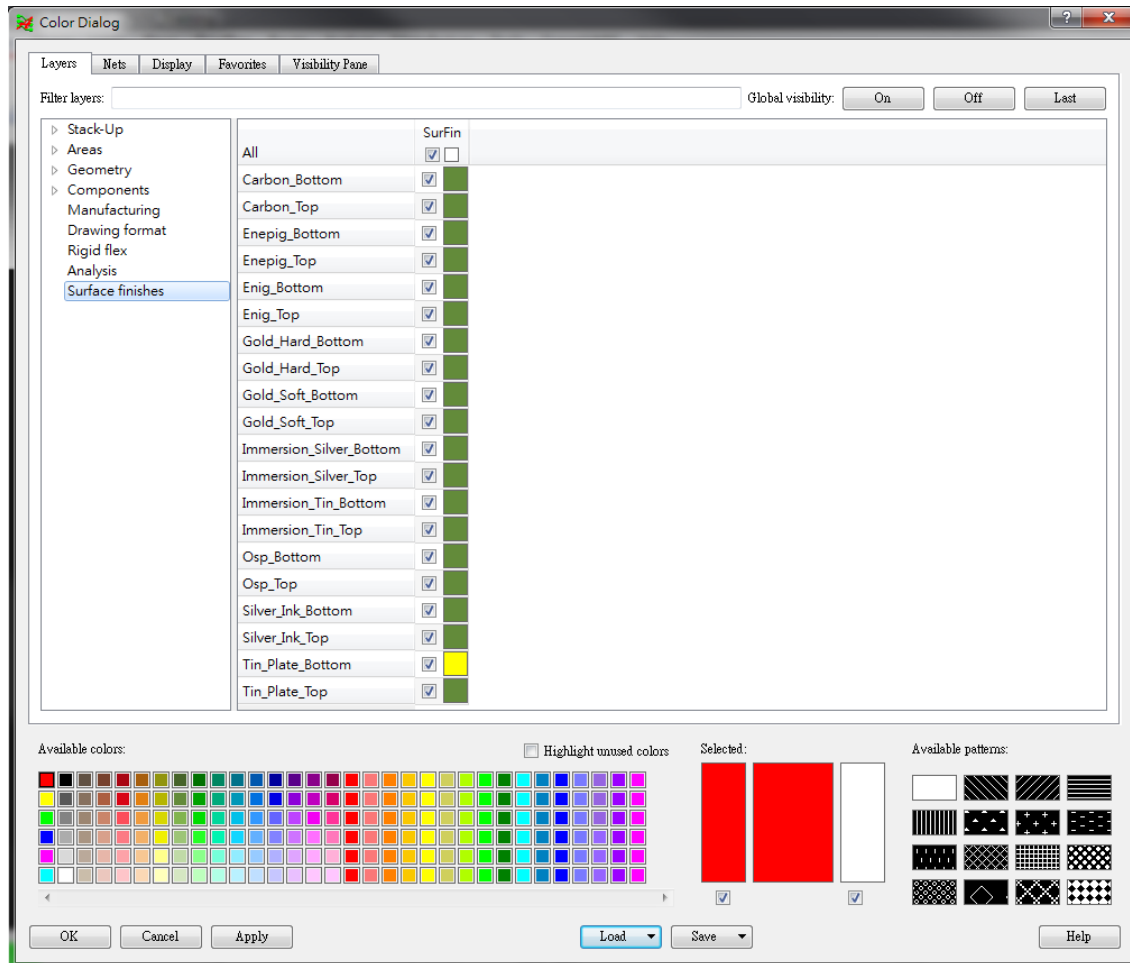 Color Dialog
Layers Nets Display Favorites Visibility Pane
Filter layers: Global visibility: On Off Last
Stack-Up
Areas
Geometry
Components
Manufacturing
Drawing format
Rigid flex
Analysis
Surface finishes
SurFin
All
Carbon_Bottom
Carbon_Top
Enepig_Bottom
Enepig_Top
Enig_Bottom
Enig_Top
Gold_Hard_Bottom
Gold_Hard_Top
Gold_Soft_Bottom
Gold_Soft_Top
Immersion_Silver_Bottom
Immersion_Silver_Top
Immersion_Tin_Bottom
Immersion_Tin_Top
Osp_Bottom
Osp_Top
Silver_Ink_Bottom
Silver_Ink_Top
Tin_Plate_Bottom
Tin_Plate_Top
Available colors: Highlight unused colors Selected: Available patterns:
OK Cancel Apply Load Save Help